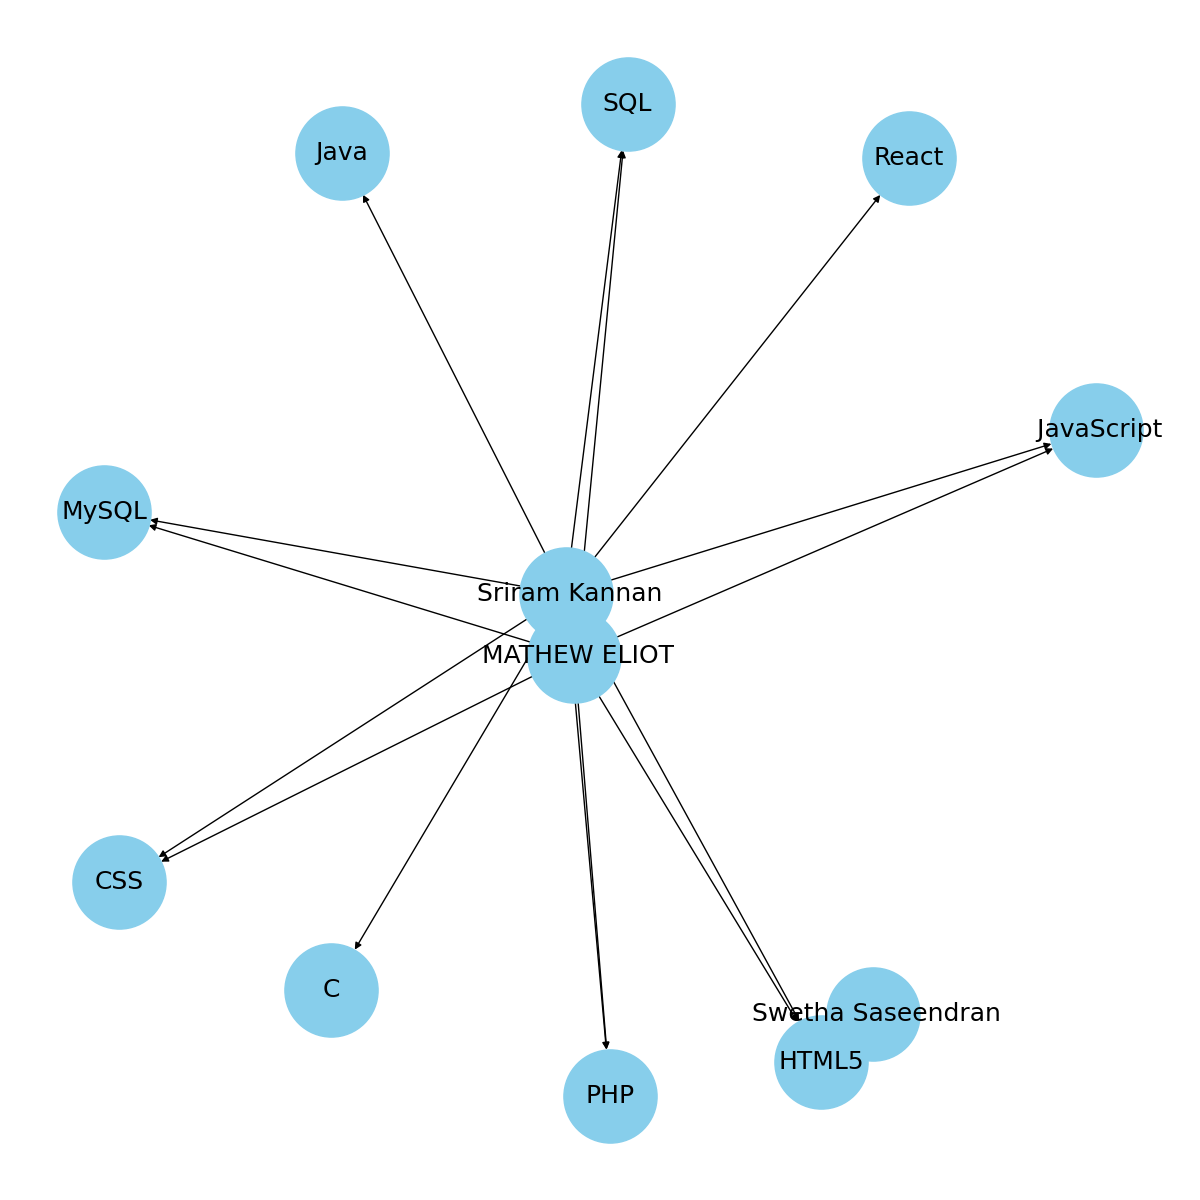 SQL
Java
React
JavaScript
MySQL
Sriram Kannan
MATHEW ELIOT
CSS
C
Swetha Saseendran
HTML5
PHP